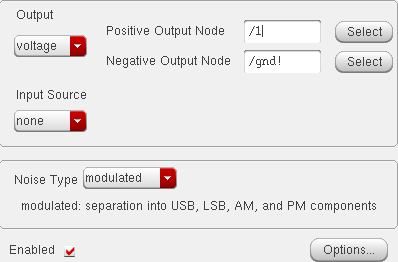 Output
Positive Output Node /1 Select
voltage
Negative Output Node /gnd! Select
Input Source
none
Noise Type modulated
modulated: separation into USB, LSB, AM, and PM components
Enabled Options...